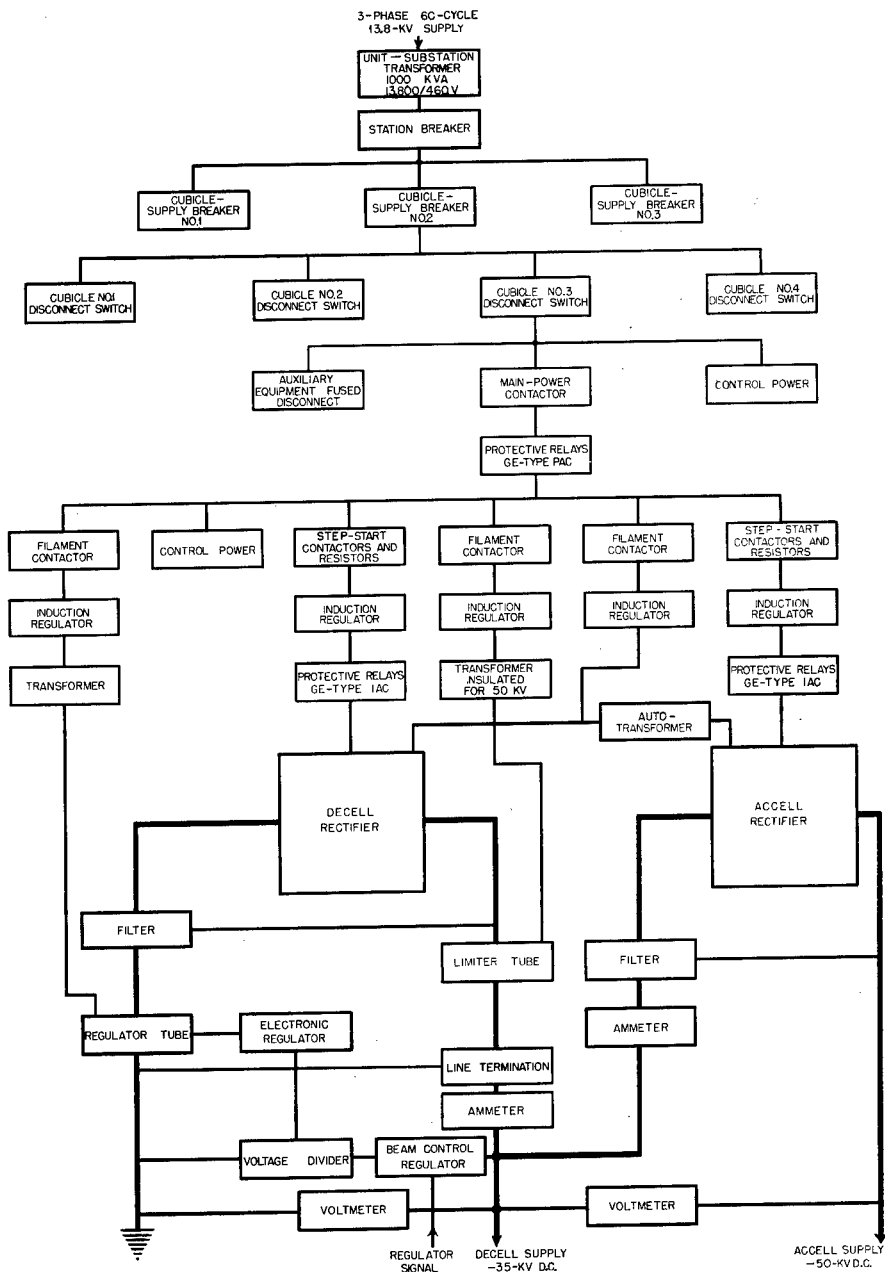 3-PHASE 6C-CYCLE
13.8-KV SUPPLY
UNIT-SUBSTATION
TRANSFORMER
1000 KVA
13,800/460V
STATION BREAKER
CUBICLE-
SUPPLY BREAKER
NO.1
CUBICLE-
SUPPLY BREAKER
NO.2
CUBICLE-
SUPPLY BREAKER
NO.3
CUBICLE NO.1
DISCONNECT SWITCH
CUBICLE NO.2
DISCONNECT SWITCH
CUBICLE NO.3
DISCONNECT SWITCH
CUBICLE NO.4
DISCONNECT SWITCH
AUXILIARY
EQUIPMENT FUSED
DISCONNECT
MAIN-POWER
CONTACTOR
CONTROL POWER
PROTECTIVE RELAYS
GE-TYPE PAC
FILAMENT
CONTACTOR
CONTROL POWER
STEP-START
CONTACTORS AND
RESISTORS
FILAMENT
CONTACTOR
FILAMENT
CONTACTOR
STEP-START
CONTACTORS AND
RESISTORS
INDUCTION
REGULATOR
INDUCTION
REGULATOR
INDUCTION
REGULATOR
INDUCTION
REGULATOR
INDUCTION
REGULATOR
TRANSFORMER
PROTECTIVE RELAYS
GE-TYPE IAC
TRANSFORMER
INSULATED
FOR 50 KV
PROTECTIVE RELAYS
GE-TYPE IAC
AUTO-
TRANSFORMER
DECELL
RECTIFIER
ACCELL
RECTIFIER
FILTER
LIMITER TUBE
FILTER
REGULATOR TUBE
ELECTRONIC
REGULATOR
AMMETER
LINE TERMINATION
AMMETER
VOLTAGE DIVIDER
BEAM CONTROL
REGULATOR
VOLTMETER
VOLTMETER
REGULATOR
SIGNAL
DECELL SUPPLY
-35-KV D.C.
ACCELL SUPPLY
-50-KV D.C.